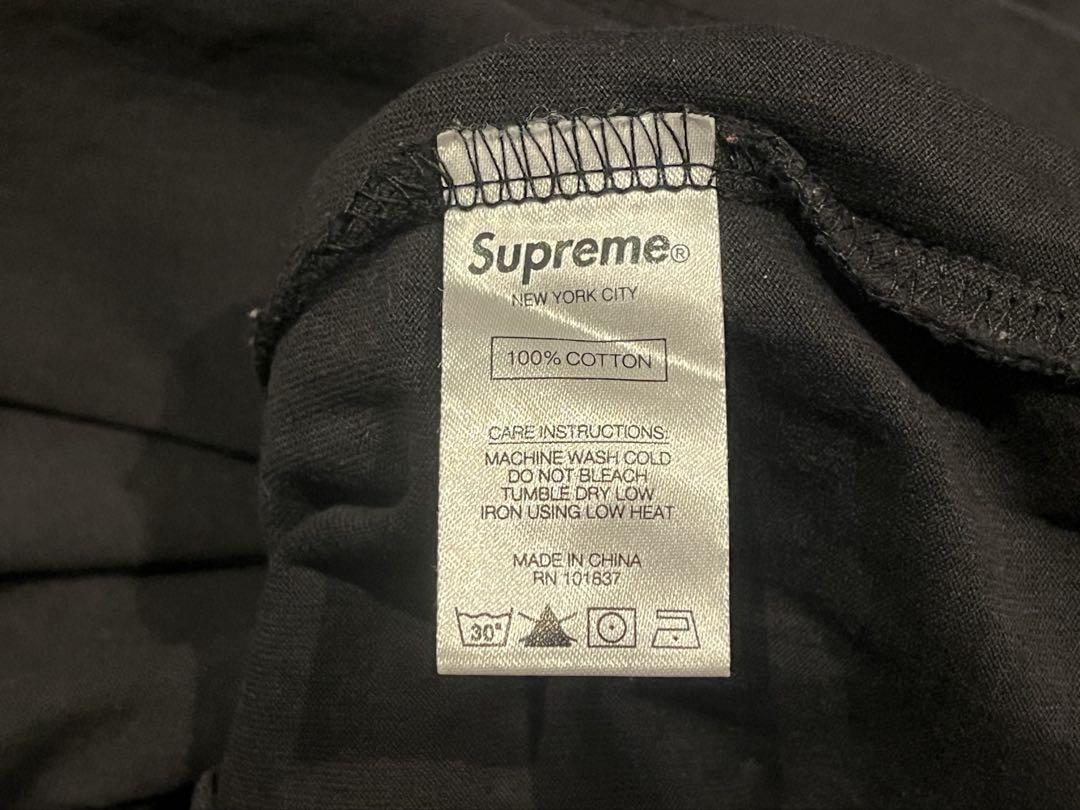 Supreme®
NEW YORK CITY
100% COTTON
CARE INSTRUCTIONS:
MACHINE WASH COLD
DO NOT BLEACH
TUMBLE DRY LOW
IRON USING LOW HEAT
MADE IN CHINA
RN 101837
30°